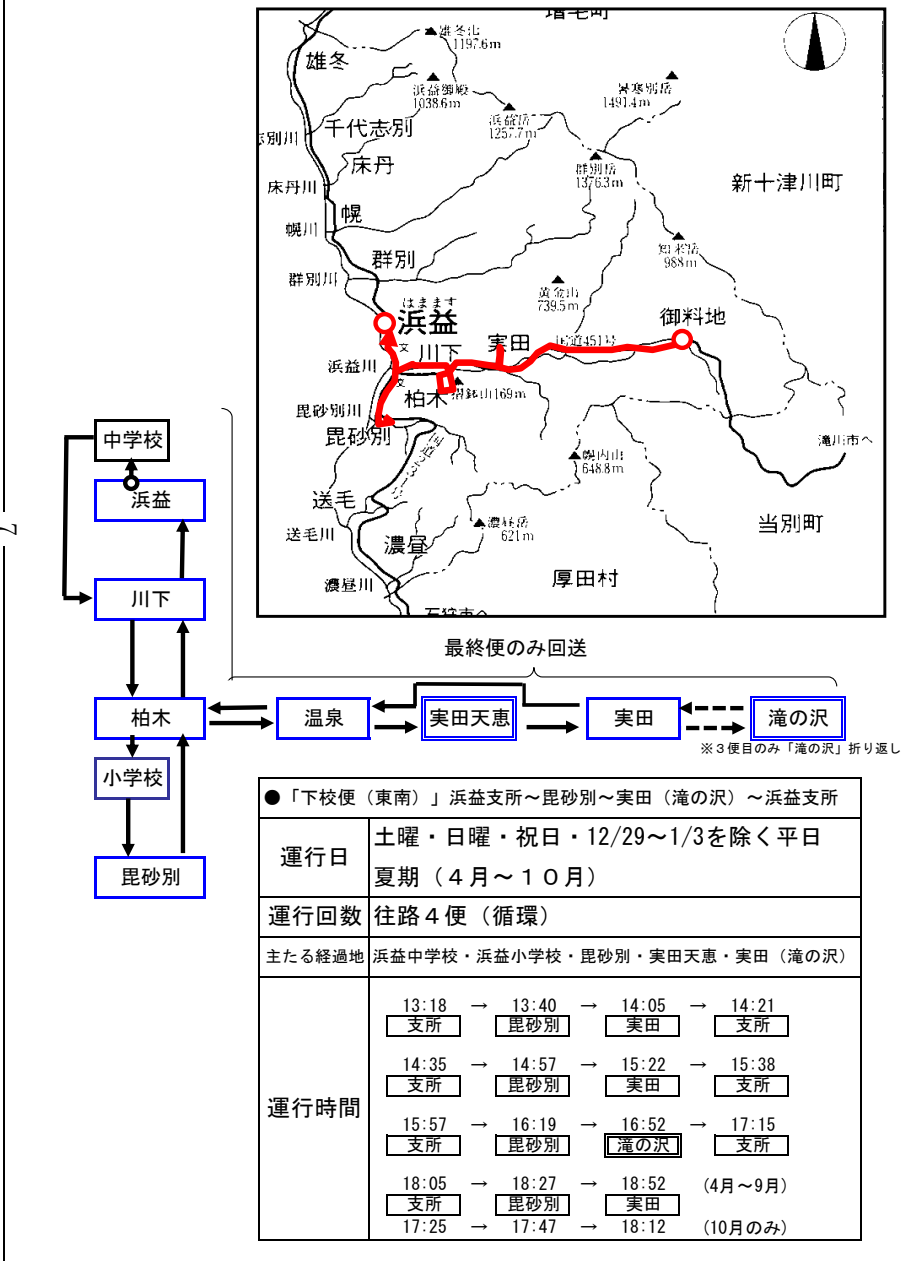 増毛町
雄冬
1197.6m
浜益御殿
1038.6m
暑寒別岳
1491.4m
浜益岳
1257.7m
千代志別
志別川
床丹
群別岳
1376.3m
新十津川町
床丹川
幌
幌川
群別
知来岳
988m
群別川
黄金山
739.5m
はまます
浜益
御料地
文
川下
実田
国道451号
浜益川
文
柏木
摺鉢山169m
毘砂別川
毘砂別
滝川市へ
幌内山
648.8m
送毛
濃昼岳
621m
当別町
送毛川
濃昼
厚田村
濃昼川
石狩市へ
中学校
浜益
7
川下
最終便のみ回送
柏木
温泉
実田天恵
実田
滝の沢
※3便目のみ「滝の沢」折り返し
小学校
毘砂別
●「下校便（東南）」浜益支所～毘砂別～実田（滝の沢）～浜益支所
運行日
土曜・日曜・祝日・12/29～1/3を除く平日
夏期（４月～１０月）
運行回数
往路４便（循環）
主たる経過地
浜益中学校・浜益小学校・毘砂別・実田天恵・実田（滝の沢）
運行時間
13:18 → 13:40 → 14:05 → 14:21
支所 毘砂別 実田 支所
14:35 → 14:57 → 15:22 → 15:38
支所 毘砂別 実田 支所
15:57 → 16:19 → 16:52 → 17:15
支所 毘砂別 滝の沢 支所
18:05 → 18:27 → 18:52 (4月～9月)
支所 毘砂別 実田
17:25 → 17:47 → 18:12 (10月のみ)